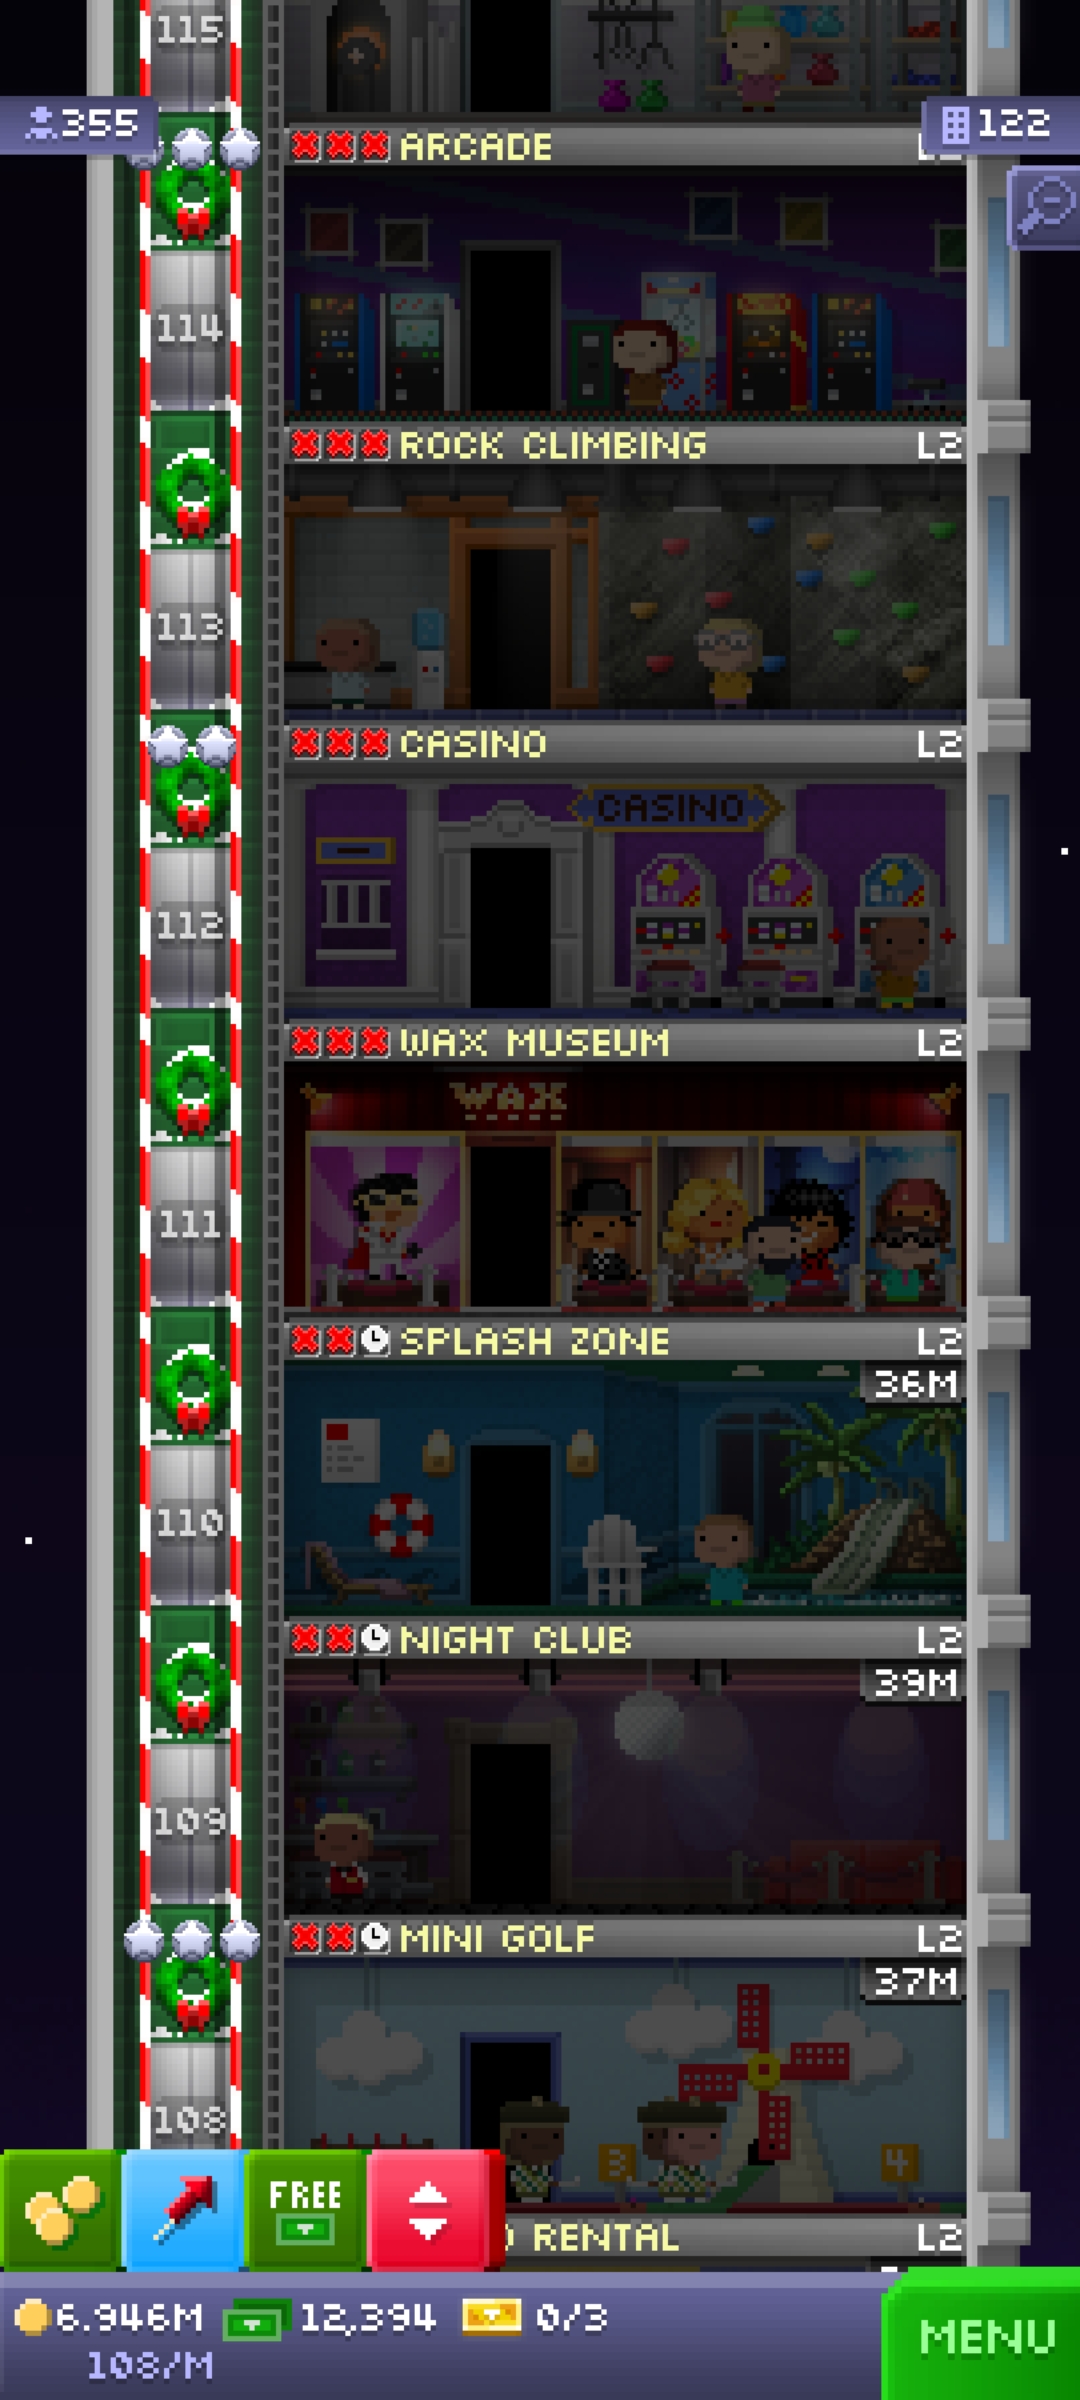 115
355
122
ARCADE
114
ROCK CLIMBING L2
113
CASINO L2
CASINO
112
WAX MUSEUM L2
WAX
111
SPLASH ZONE L2
36M
110
NIGHT CLUB L2
39M
109
MINI GOLF L2
37M
108
3
4
FREE
RENTAL L2
6.946M 12,394 0/3
MENU
108/M